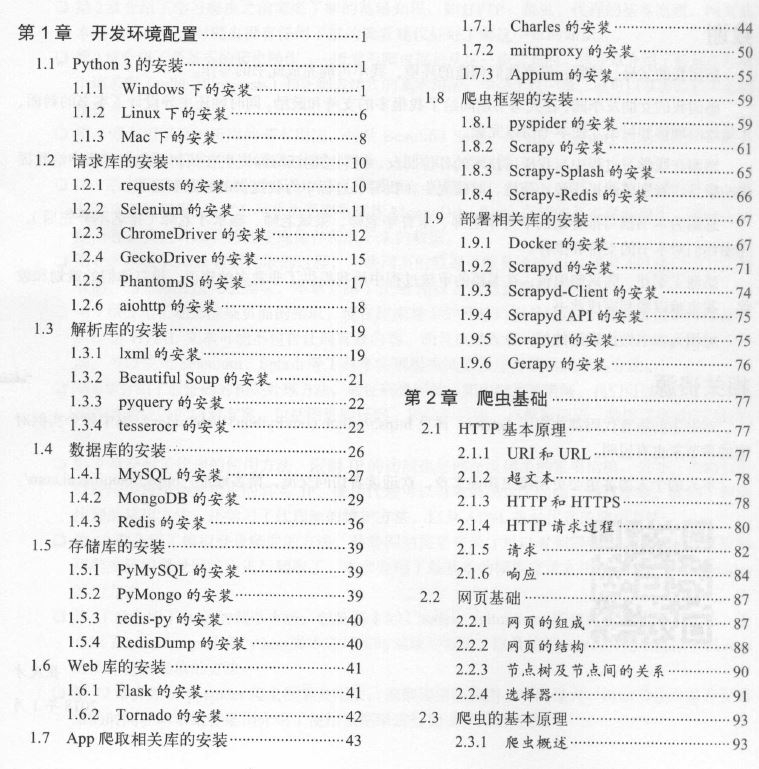 第1章 开发环境配置……1
1.1 Python 3的安装……1
1.1.1 Windows 下的安装……1
1.1.2 Linux 下的安装……6
1.1.3 Mac 下的安装……8
1.2 请求库的安装……10
1.2.1 requests 的安装……10
1.2.2 Selenium 的安装……11
1.2.3 ChromeDriver 的安装……12
1.2.4 GeckoDriver 的安装……15
1.2.5 PhantomJS 的安装……17
1.2.6 aiohttp 的安装……18
1.3 解析库的安装……19
1.3.1 lxml 的安装……19
1.3.2 Beautiful Soup 的安装……21
1.3.3 pyquery 的安装……22
1.3.4 tesserocr 的安装……22
1.4 数据库的安装……26
1.4.1 MySQL 的安装……27
1.4.2 MongoDB 的安装……29
1.4.3 Redis 的安装……36
1.5 存储库的安装……39
1.5.1 PyMySQL 的安装……39
1.5.2 PyMongo 的安装……39
1.5.3 redis-py 的安装……40
1.5.4 RedisDump 的安装……40
1.6 Web 库的安装……41
1.6.1 Flask 的安装……41
1.6.2 Tornado 的安装……42
1.7 App 爬取相关库的安装……43
1.7.1 Charles 的安装……44
1.7.2 mitmproxy 的安装……50
1.7.3 Appium 的安装……55
1.8 爬虫框架的安装……59
1.8.1 pyspider 的安装……59
1.8.2 Scrapy 的安装……61
1.8.3 Scrapy-Splash 的安装……65
1.8.4 Scrapy-Redis 的安装……66
1.9 部署相关库的安装……67
1.9.1 Docker 的安装……67
1.9.2 Scrapyd 的安装……71
1.9.3 Scrapyd-Client 的安装……74
1.9.4 Scrapyd API 的安装……75
1.9.5 Scrapyrt 的安装……75
1.9.6 Gerapy 的安装……76
第2章 爬虫基础……77
2.1 HTTP 基本原理……77
2.1.1 URI 和 URL……77
2.1.2 超文本……78
2.1.3 HTTP 和 HTTPS……78
2.1.4 HTTP 请求过程……80
2.1.5 请求……82
2.1.6 响应……84
2.2 网页基础……87
2.2.1 网页的组成……87
2.2.2 网页的结构……88
2.2.3 节点树及节点间的关系……90
2.2.4 选择器……91
2.3 爬虫的基本原理……93
2.3.1 爬虫概述……93